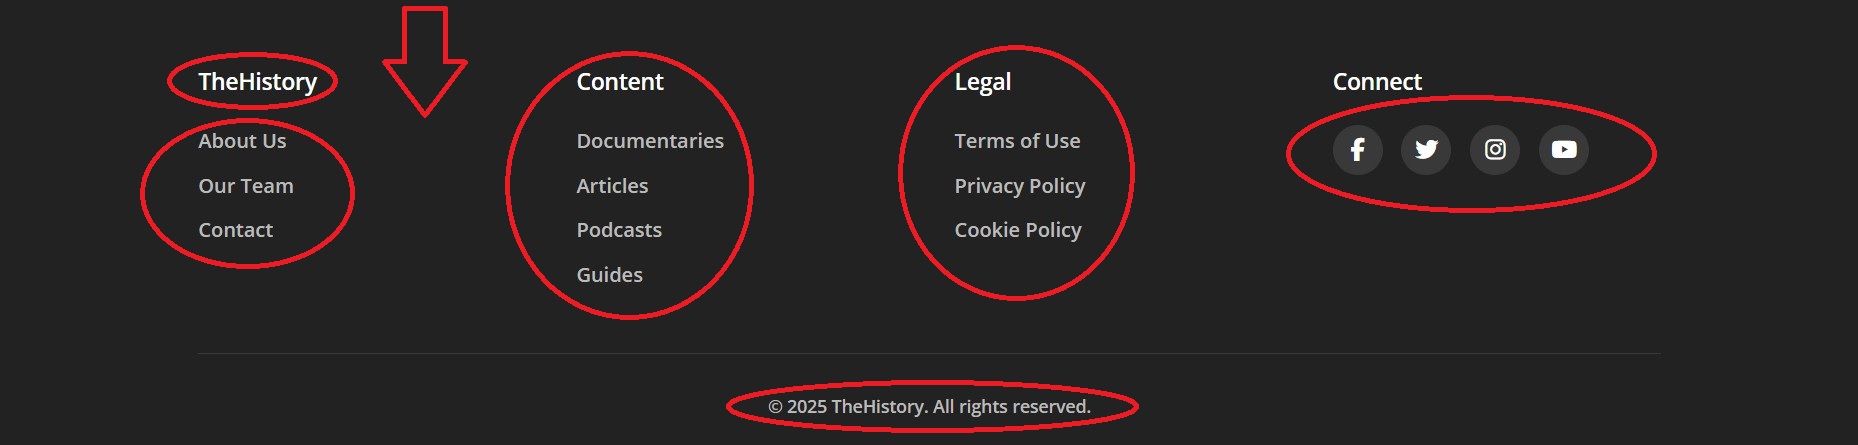 TheHistory
About Us
Our Team
Contact
Content
Documentaries
Articles
Podcasts
Guides
Legal
Terms of Use
Privacy Policy
Cookie Policy
Connect
© 2025 TheHistory. All rights reserved.